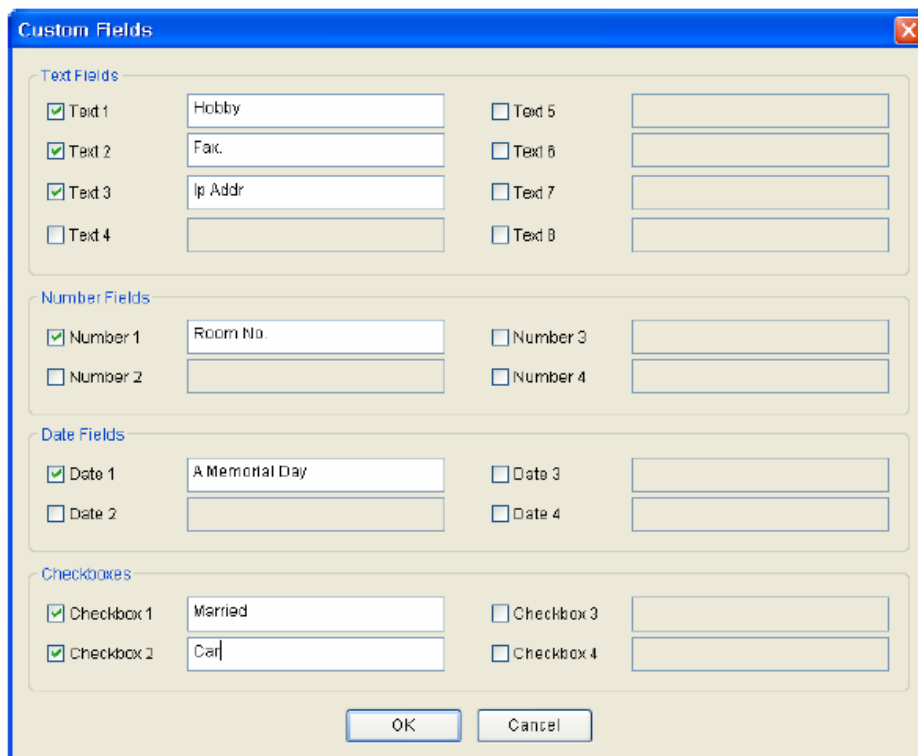 Custom Fields
Text Fields
Text 1 Hobby Text 5
Text 2 Fax. Text 6
Text 3 Ip Addr Text 7
Text 4 Text 8
Number Fields
Number 1 Room No. Number 3
Number 2 Number 4
Date Fields
Date 1 A Memorial Day Date 3
Date 2 Date 4
Checkboxes
Checkbox 1 Married Checkbox 3
Checkbox 2 Car Checkbox 4
OK Cancel